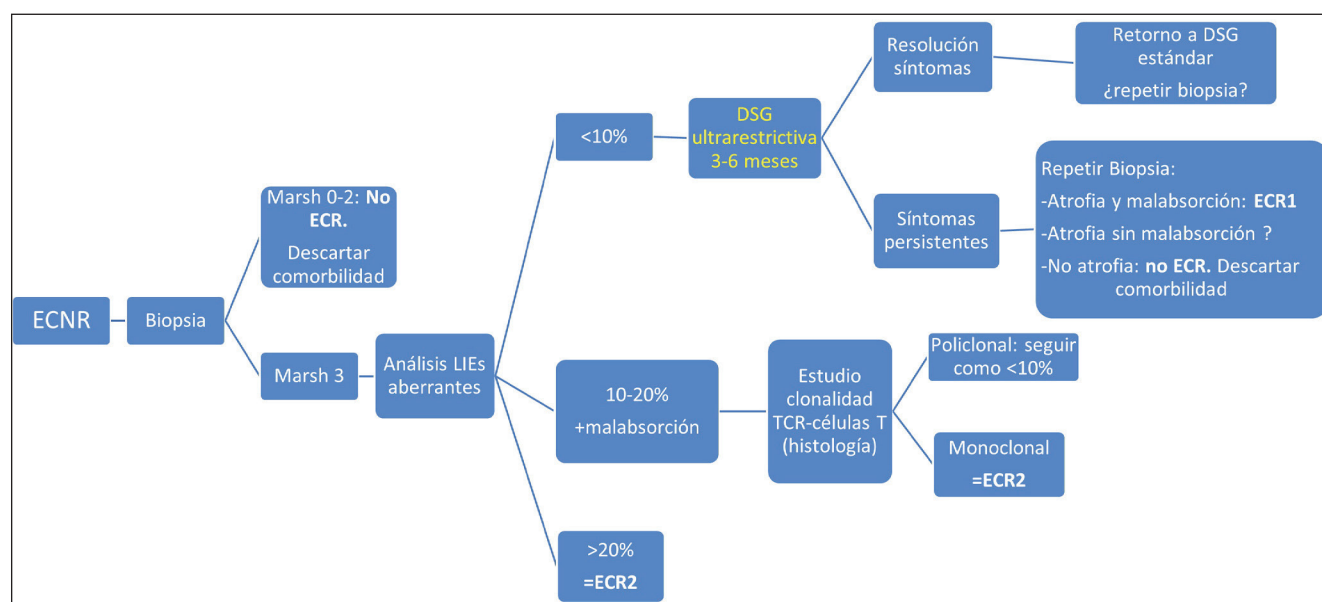 ECNR
Biopsia
Marsh 0-2: No
ECR.
Descartar
comorbilidad
Marsh 3
Análisis LIEs
aberrantes
<10%
DSG
ultrarestrictiva
3-6 meses
Resolución
síntomas
Retorno a DSG
estándar
¿repetir biopsia?
Síntomas
persistentes
Repetir Biopsia:
-Atrofia y malabsorción: ECR1
-Atrofia sin malabsorción ?
-No atrofia: no ECR. Descartar
comorbilidad
10-20%
+malabsorción
Estudio
clonalidad
TCR-células T
(histología)
Policlonal: seguir
como <10%
Monoclonal
=ECR2
>20%
=ECR2